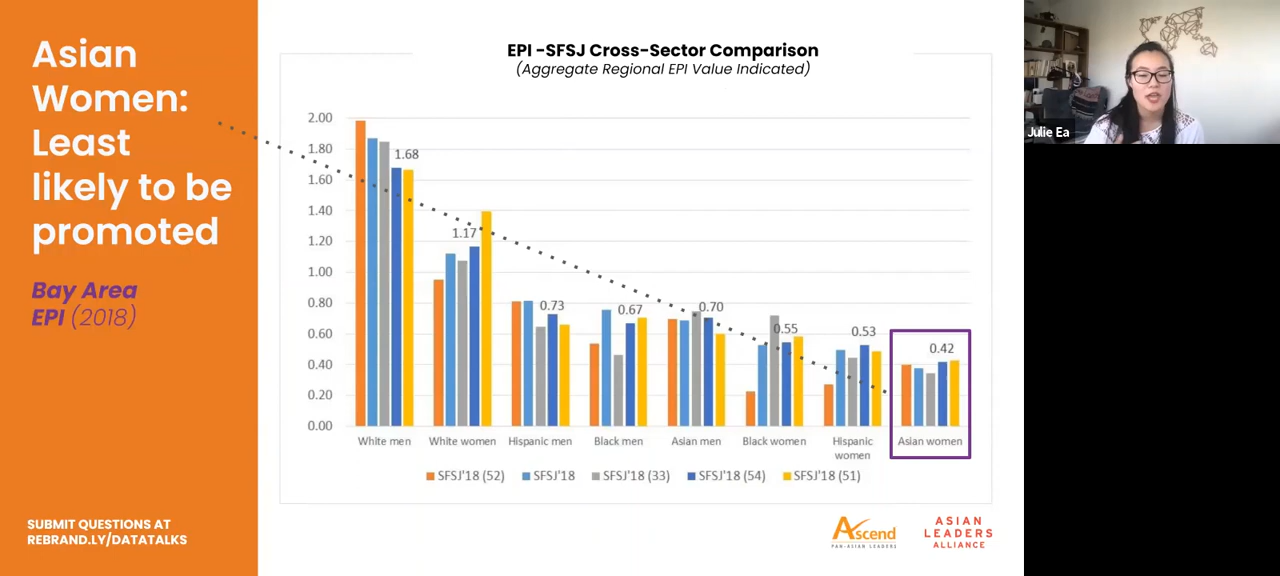 Asian
Women:
Least
likely to be
promoted
Bay Area
EPI (2018)
SUBMIT QUESTIONS AT
REBRAND.LY/DATATALKS
EPI -SFSJ Cross-Sector Comparison
(Aggregate Regional EPI Value Indicated)
2.00
1.80
1.60
1.40
1.20
1.00
0.80
0.60
0.40
0.20
0.00
1.68
1.17
0.73
0.67
0.70
0.55
0.53
0.42
White men
White women
Hispanic men
Black men
Asian men
Black women
Hispanic
women
Asian women
SFSJ'18 (52)
SFSJ'18
SFSJ'18 (33)
SFSJ'18 (54)
SFSJ'18 (51)
Ascend
PAN-ASIAN LEADERS
ASIAN
LEADERS
ALLIANCE
Julie Ea